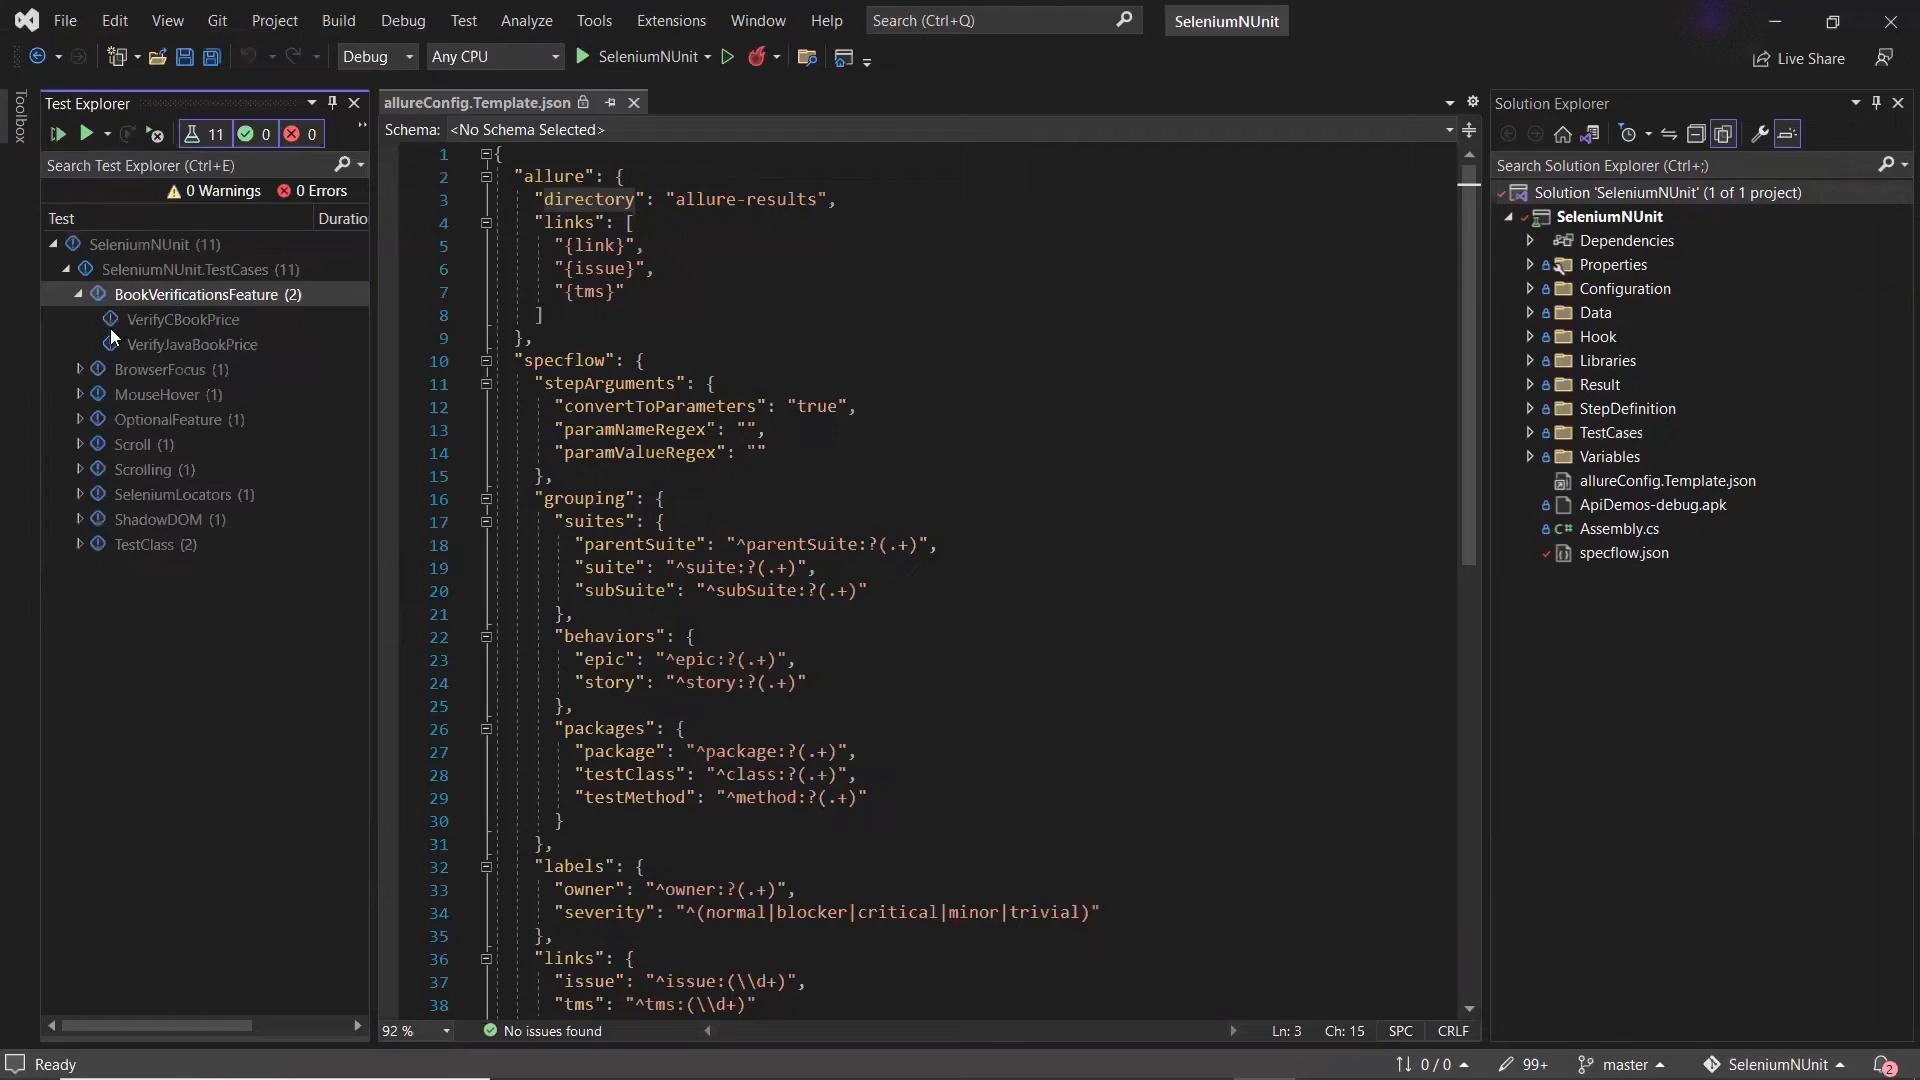 File Edit View Git Project Build Debug Test Analyze Tools Extensions Window Help Search (Ctrl+Q) SeleniumNUnit
Debug Any CPU SeleniumNUnit Live Share
Toolbox
Test Explorer
11 0 0
Search Test Explorer (Ctrl+E)
0 Warnings 0 Errors
Test Duratio
SeleniumNUnit (11)
SeleniumNUnit.TestCases (11)
BookVerificationsFeature (2)
VerifyCBookPrice
VerifyJavaBookPrice
BrowserFocus (1)
MouseHover (1)
OptionalFeature (1)
Scroll (1)
Scrolling (1)
SeleniumLocators (1)
ShadowDOM (1)
TestClass (2)
allureConfig.Template.json
Schema: <No Schema Selected>
1 {
2 "allure": {
3 "directory": "allure-results",
4 "links": [
5 "{link}",
6 "{issue}",
7 "{tms}"
8 ]
9 },
10 "specflow": {
11 "stepArguments": {
12 "convertToParameters": "true",
13 "paramNameRegex": "",
14 "paramValueRegex": ""
15 },
16 "grouping": {
17 "suites": {
18 "parentSuite": "^parentSuite:?(.+)",
19 "suite": "^suite:?(.+)",
20 "subSuite": "^subSuite:?(.+)"
21 },
22 "behaviors": {
23 "epic": "^epic:?(.+)",
24 "story": "^story:?(.+)"
25 },
26 "packages": {
27 "package": "^package:?(.+)",
28 "testClass": "^class:?(.+)",
29 "testMethod": "^method:?(.+)"
30 }
31 },
32 "labels": {
33 "owner": "^owner:?(.+)",
34 "severity": "^(normal|blocker|critical|minor|trivial)"
35 },
36 "links": {
37 "issue": "^issue:(\\d+)",
38 "tms": "^tms:(\\d+)"
92 % No issues found Ln: 3 Ch: 15 SPC CRLF
Solution Explorer
Search Solution Explorer (Ctrl+;)
Solution 'SeleniumNUnit' (1 of 1 project)
SeleniumNUnit
Dependencies
Properties
Configuration
Data
Hook
Libraries
Result
StepDefinition
TestCases
Variables
allureConfig.Template.json
ApiDemos-debug.apk
C# Assembly.cs
specflow.json
Ready 0 / 0 99+ master SeleniumNUnit 2